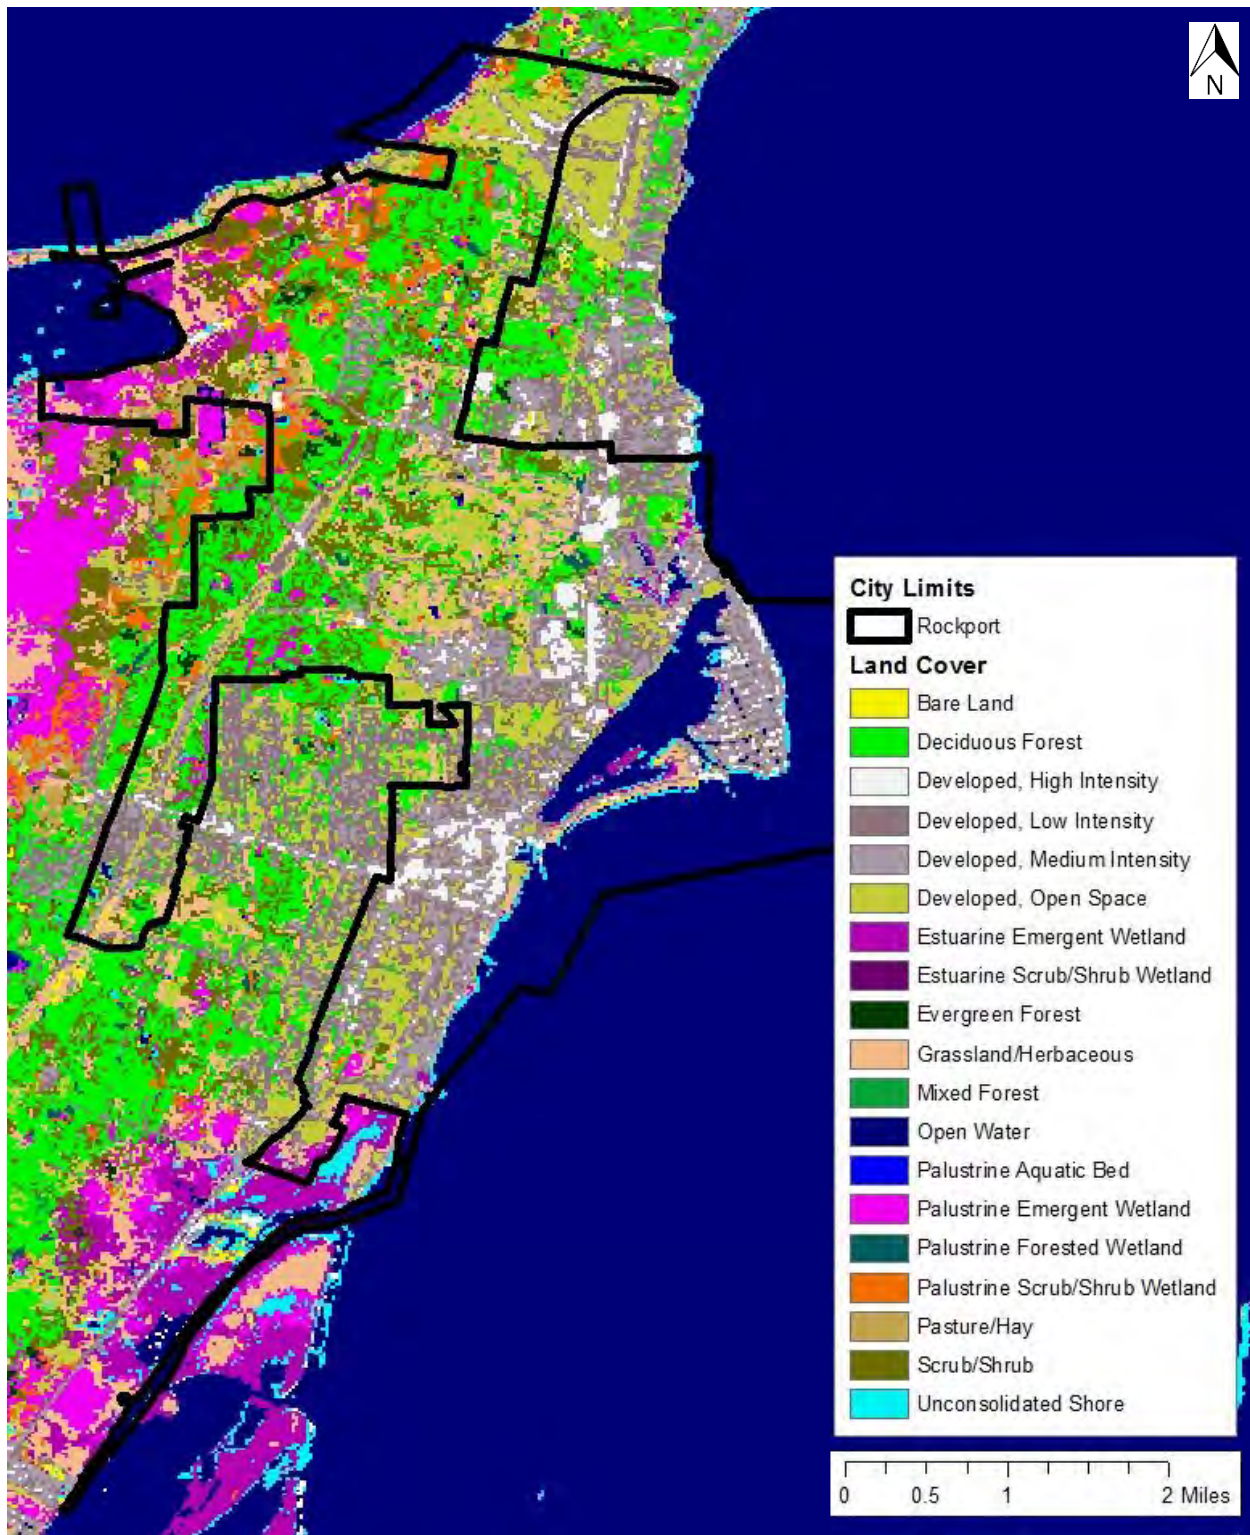 N
City Limits
Rockport
Land Cover
Bare Land
Deciduous Forest
Developed, High Intensity
Developed, Low Intensity
Developed, Medium Intensity
Developed, Open Space
Estuarine Emergent Wetland
Estuarine Scrub/Shrub Wetland
Evergreen Forest
Grassland/Herbaceous
Mixed Forest
Open Water
Palustrine Aquatic Bed
Palustrine Emergent Wetland
Palustrine Forested Wetland
Palustrine Scrub/Shrub Wetland
Pasture/Hay
Scrub/Shrub
Unconsolidated Shore
0 0.5 1 2 Miles